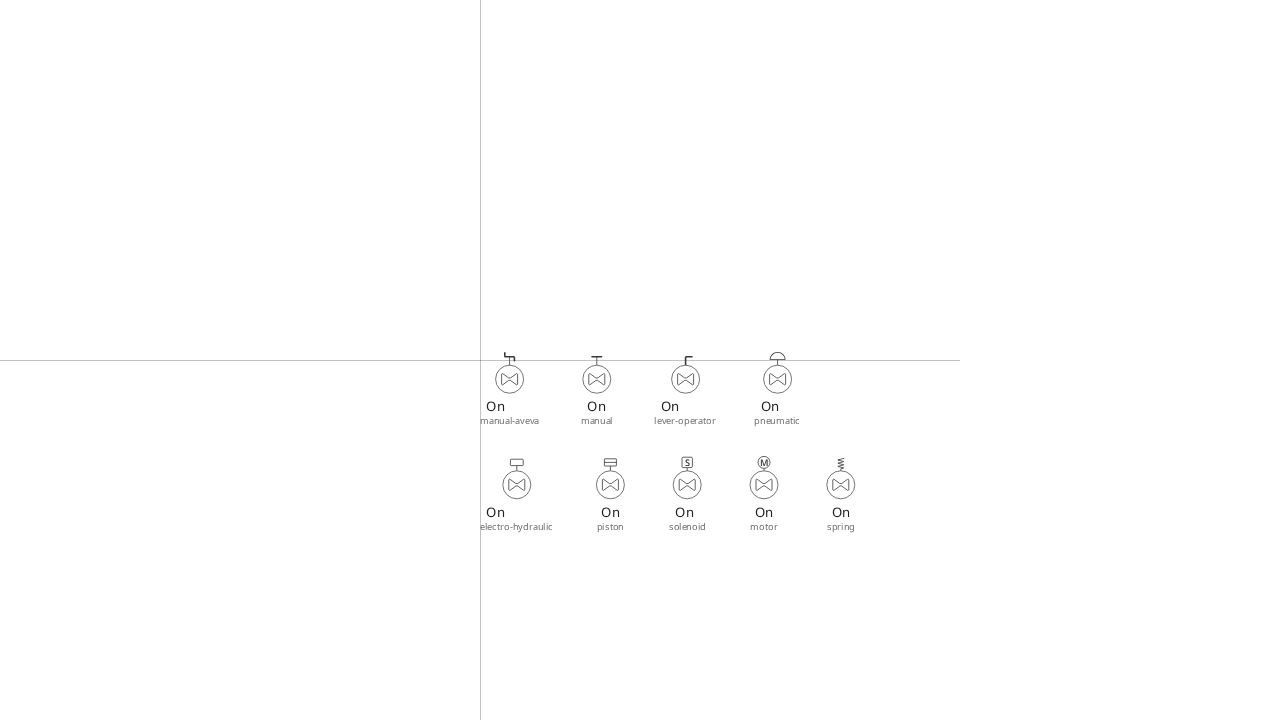 On On On On
manual-aveva manual lever-operator pneumatic
S M
On On On On On
electro-hydraulic piston solenoid motor spring